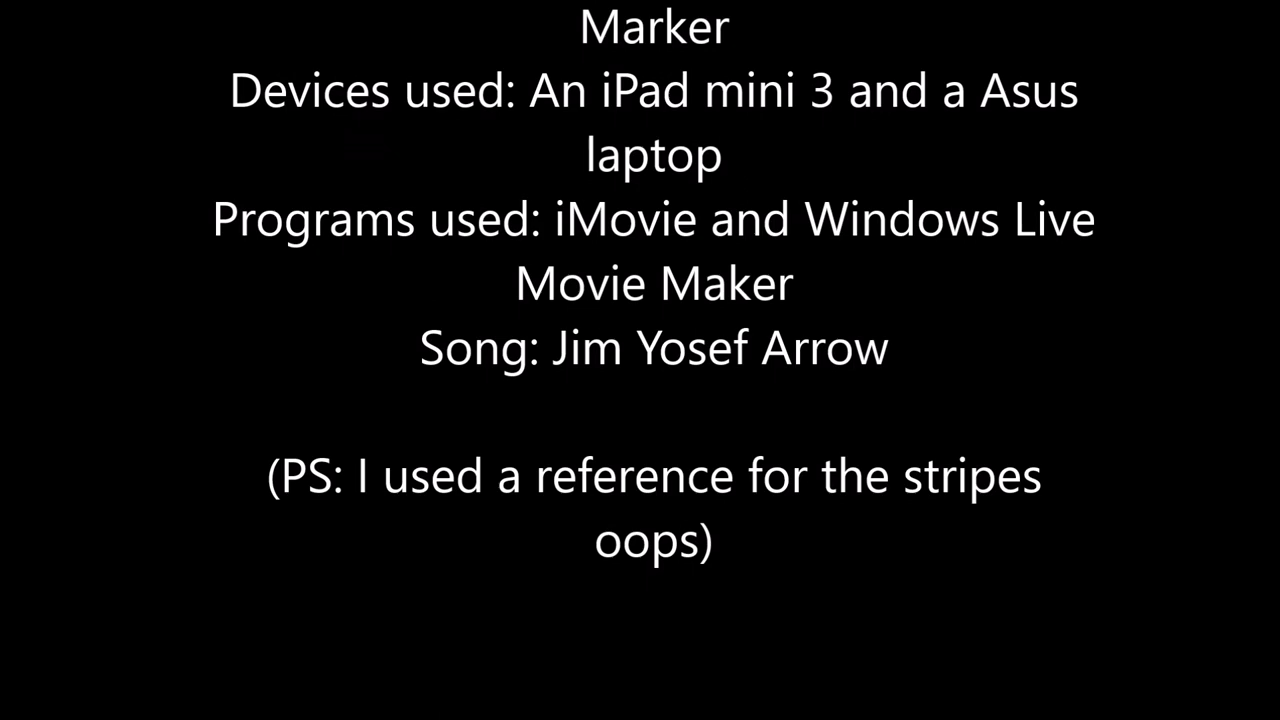 Marker
Devices used: An iPad mini 3 and a Asus
laptop
Programs used: iMovie and Windows Live
Movie Maker
Song: Jim Yosef Arrow
(PS: I used a reference for the stripes
oops)